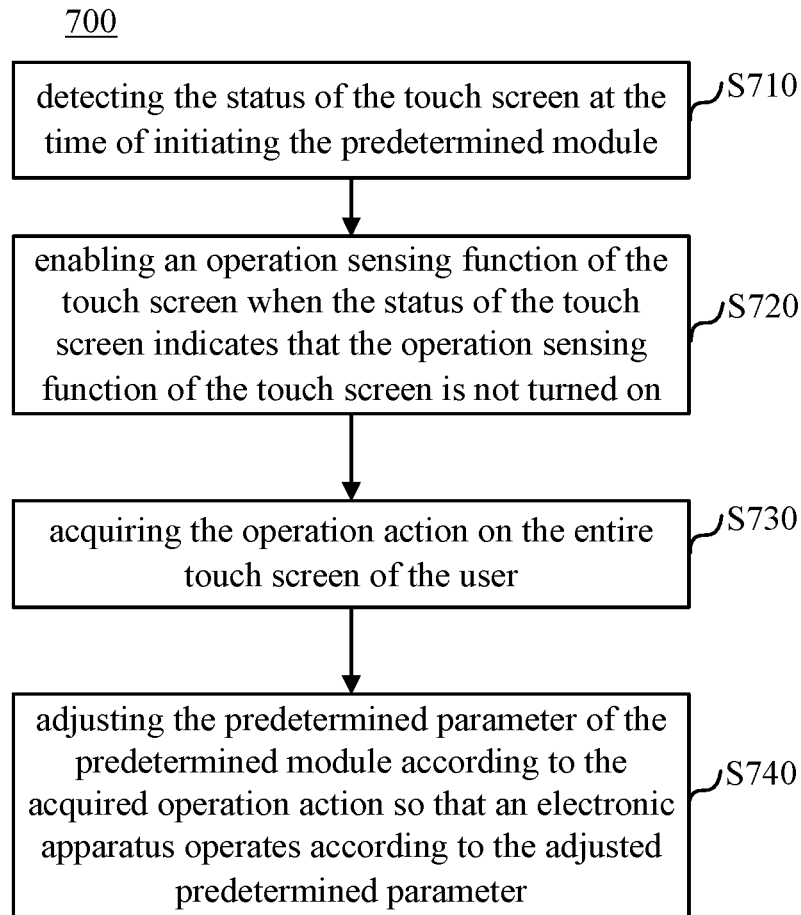 700
detecting the status of the touch screen at the
time of initiating the predetermined module
S710
enabling an operation sensing function of the
touch screen when the status of the touch
screen indicates that the operation sensing
function of the touch screen is not turned on
S720
acquiring the operation action on the entire
touch screen of the user
S730
adjusting the predetermined parameter of the
predetermined module according to the
acquired operation action so that an electronic
apparatus operates according to the adjusted
predetermined parameter
S740